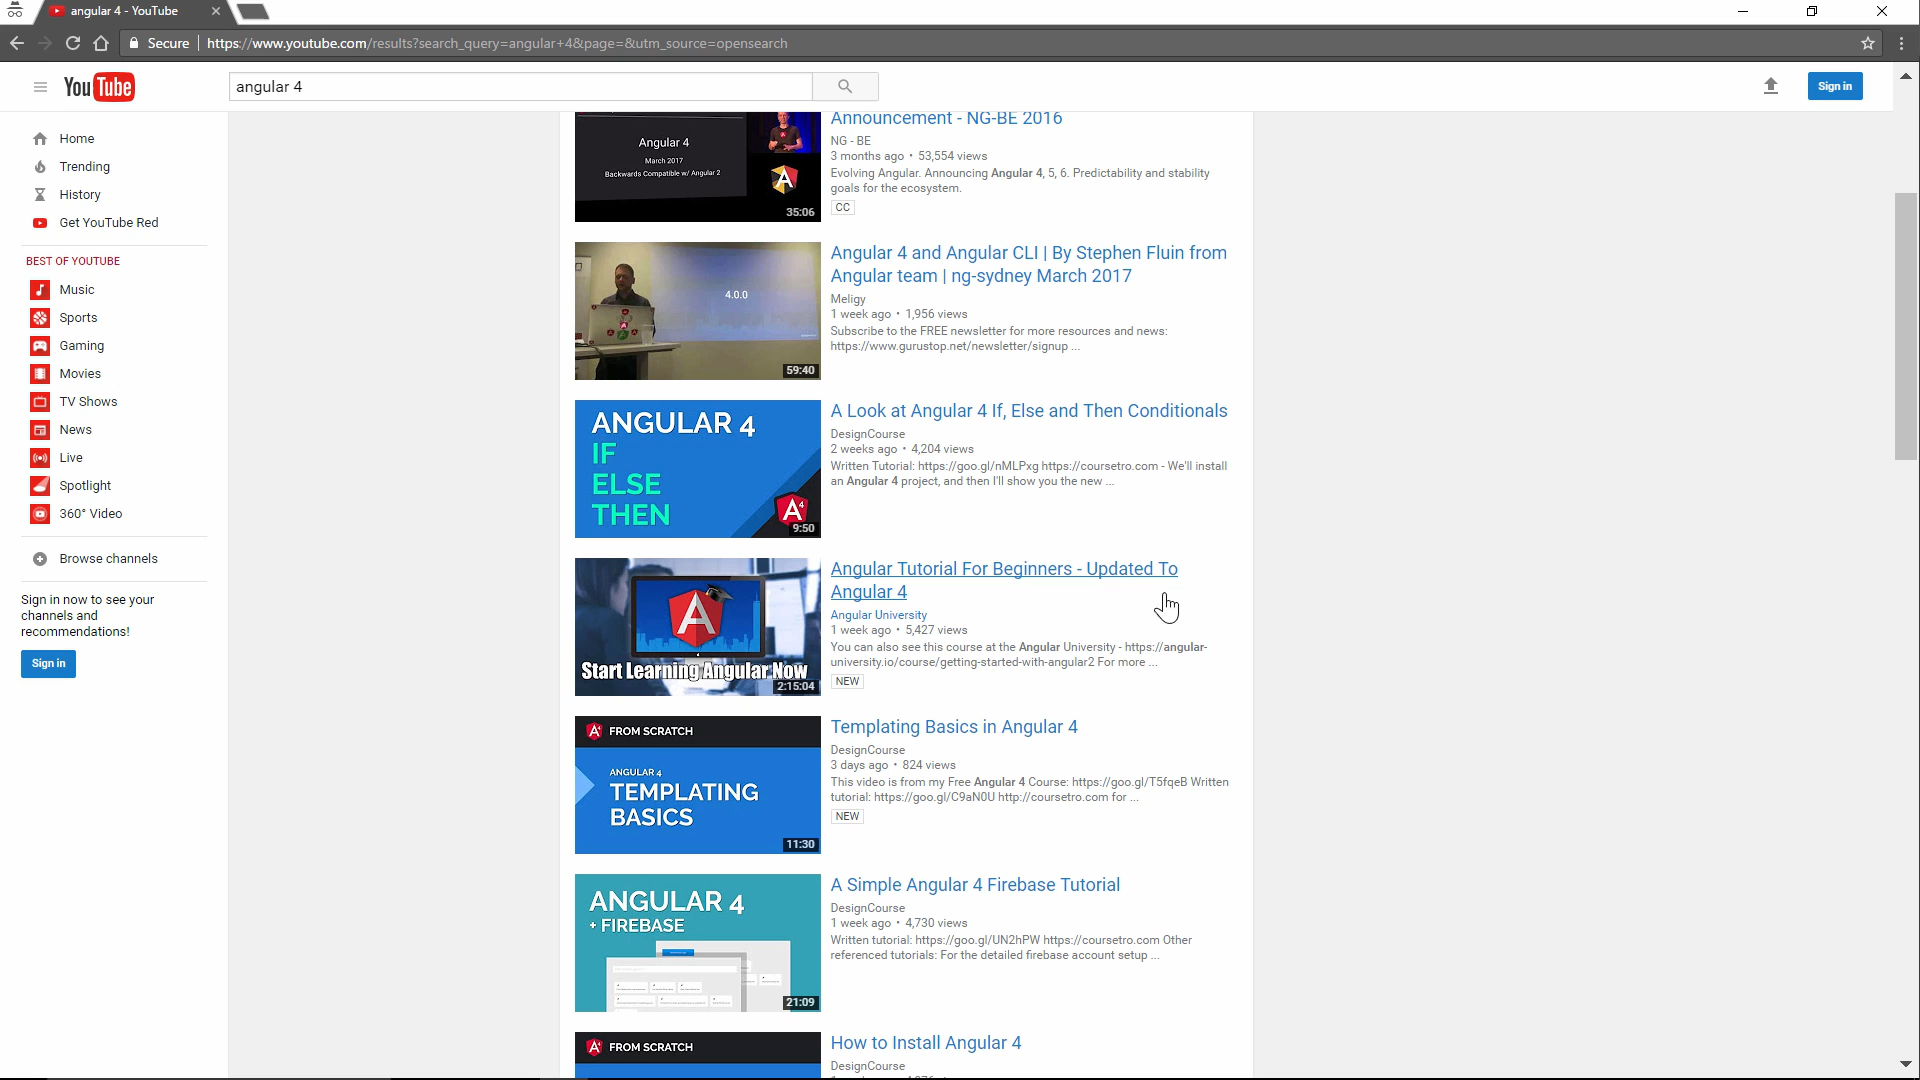 angular 4 - YouTube
Secure https://www.youtube.com/results?search_query=angular+4&page=&utm_source=opensearch
YouTube
angular 4
Sign in
Home
Trending
History
Get YouTube Red
BEST OF YOUTUBE
Music
Sports
Gaming
Movies
TV Shows
News
Live
Spotlight
360° Video
Browse channels
Sign in now to see your
channels and
recommendations!
Sign in
Angular 4
March 2017
Backwards Compatible w/ Angular 2
35:06
Announcement - NG-BE 2016
NG - BE
3 months ago • 53,554 views
Evolving Angular. Announcing Angular 4, 5, 6. Predictability and stability
goals for the ecosystem.
CC
4.0.0
59:40
Angular 4 and Angular CLI | By Stephen Fluin from
Angular team | ng-sydney March 2017
Meligy
1 week ago • 1,956 views
Subscribe to the FREE newsletter for more resources and news:
https://www.gurustop.net/newsletter/signup ...
ANGULAR 4
IF
ELSE
THEN
9:50
A Look at Angular 4 If, Else and Then Conditionals
DesignCourse
2 weeks ago • 4,204 views
Written Tutorial: https://goo.gl/nMLPxg https://coursetro.com - We'll install
an Angular 4 project, and then I'll show you the new ...
Start Learning Angular Now
2:15:04
Angular Tutorial For Beginners - Updated To
Angular 4
Angular University
1 week ago • 5,427 views
You can also see this course at the Angular University - https://angular-
university.io/course/getting-started-with-angular2 For more ...
NEW
FROM SCRATCH
ANGULAR 4
TEMPLATING
BASICS
11:30
Templating Basics in Angular 4
DesignCourse
3 days ago • 824 views
This video is from my Free Angular 4 Course: https://goo.gl/T5fqeB Written
tutorial: https://goo.gl/C9aN0U http://coursetro.com for ...
NEW
ANGULAR 4
+ FIREBASE
21:09
A Simple Angular 4 Firebase Tutorial
DesignCourse
1 week ago • 4,730 views
Written tutorial: https://goo.gl/UN2hPW https://coursetro.com Other
referenced tutorials: For the detailed firebase account setup ...
FROM SCRATCH
How to Install Angular 4
DesignCourse